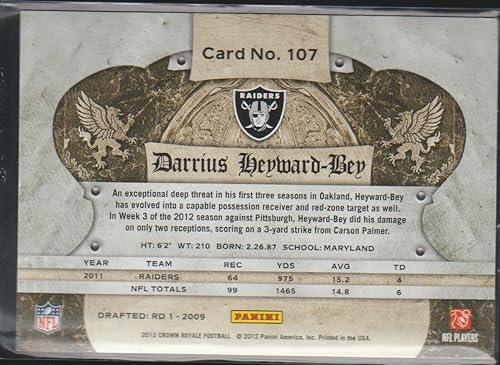 Card No. 107
RAIDERS
Darrius Heyward-Bey
An exceptional deep threat in his first three seasons in Oakland, Heyward-Bey
has evolved into a capable possession receiver and red-zone target as well.
In Week 3 of the 2012 season against Pittsburgh, Heyward-Bey did his damage
on only two receptions, scoring on a 3-yard strike from Carson Palmer.
HT: 6'2" WT: 210 BORN: 2.26.87 SCHOOL: MARYLAND
YEAR TEAM REC YDS AVG TD
2011 RAIDERS 64 975 15.2 4
NFL TOTALS 99 1465 14.8 6
NFL
DRAFTED: RD 1 - 2009
PANINI
NFL PLAYERS
2012 CROWN ROYALE FOOTBALL © 2012 Panini America, Inc. Printed in the USA.